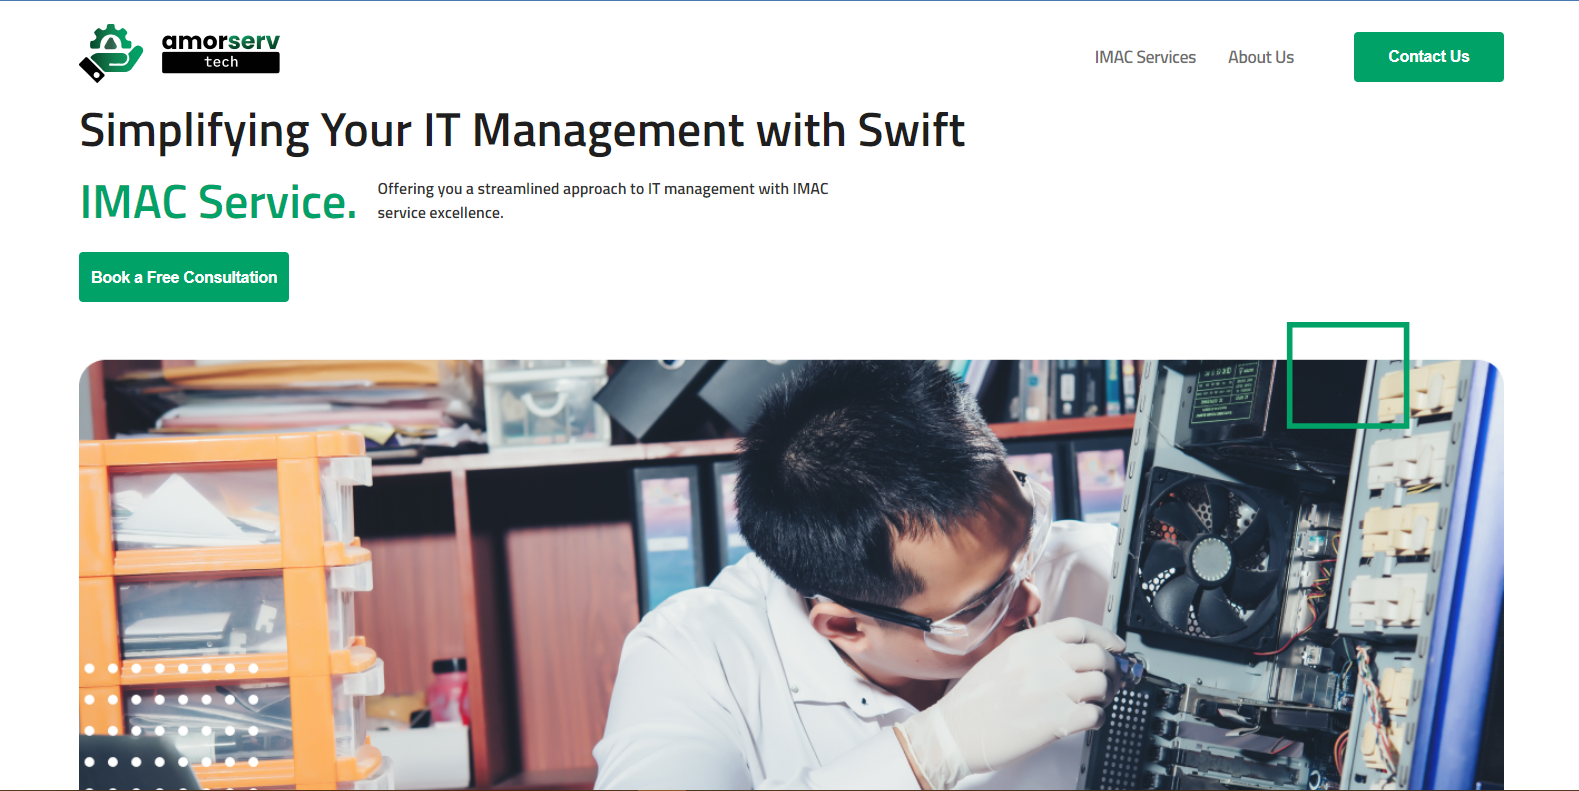 amorserv
tech
IMAC Services
About Us
Contact Us
Simplifying Your IT Management with Swift
IMAC Service.
Offering you a streamlined approach to IT management with IMAC
service excellence.
Book a Free Consultation